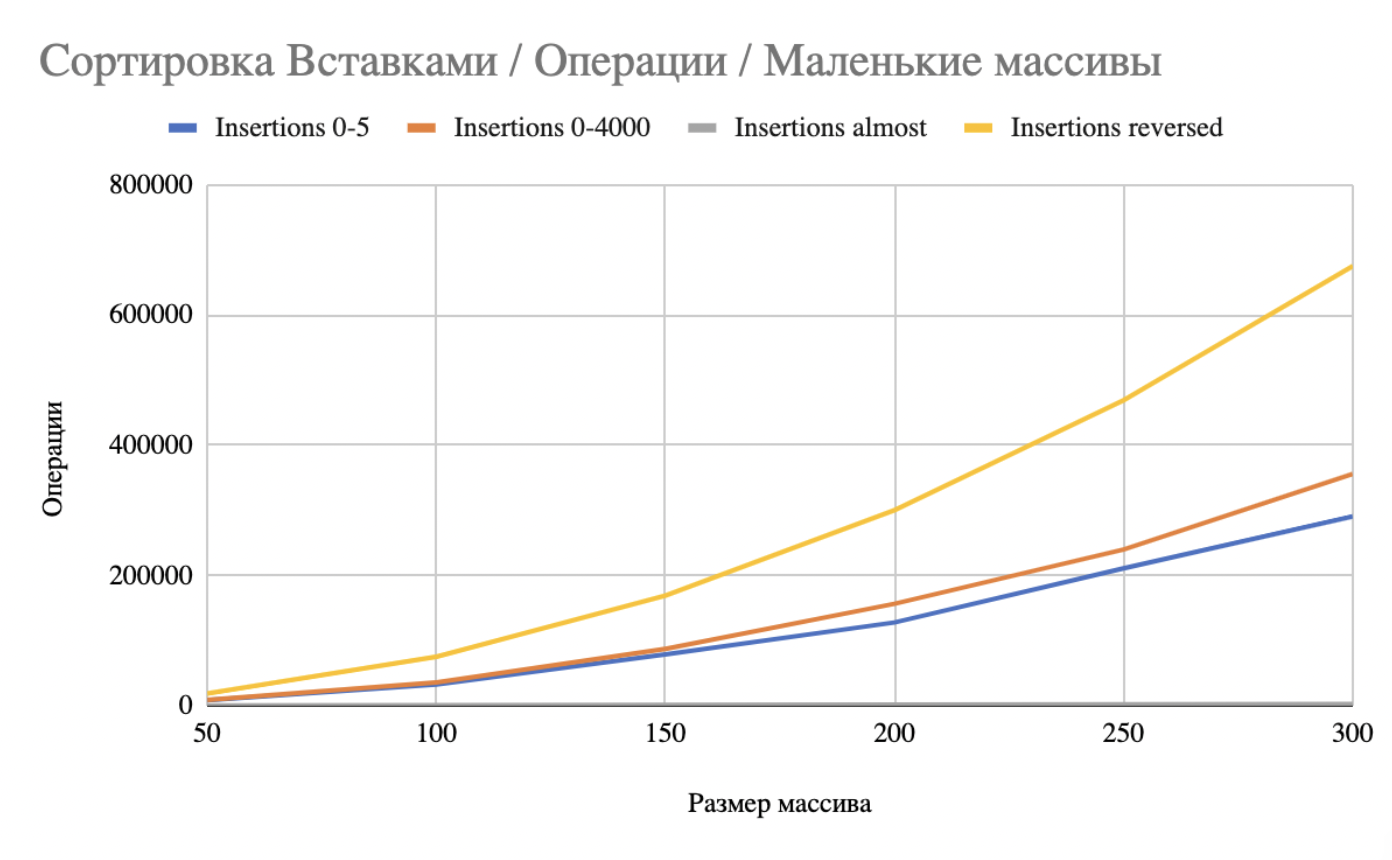 Сортировка Вставками / Операции / Маленькие массивы
Insertions 0-5 Insertions 0-4000 Insertions almost Insertions reversed
800000
600000
400000
200000
0
Операции
50 100 150 200 250 300
Размер массива